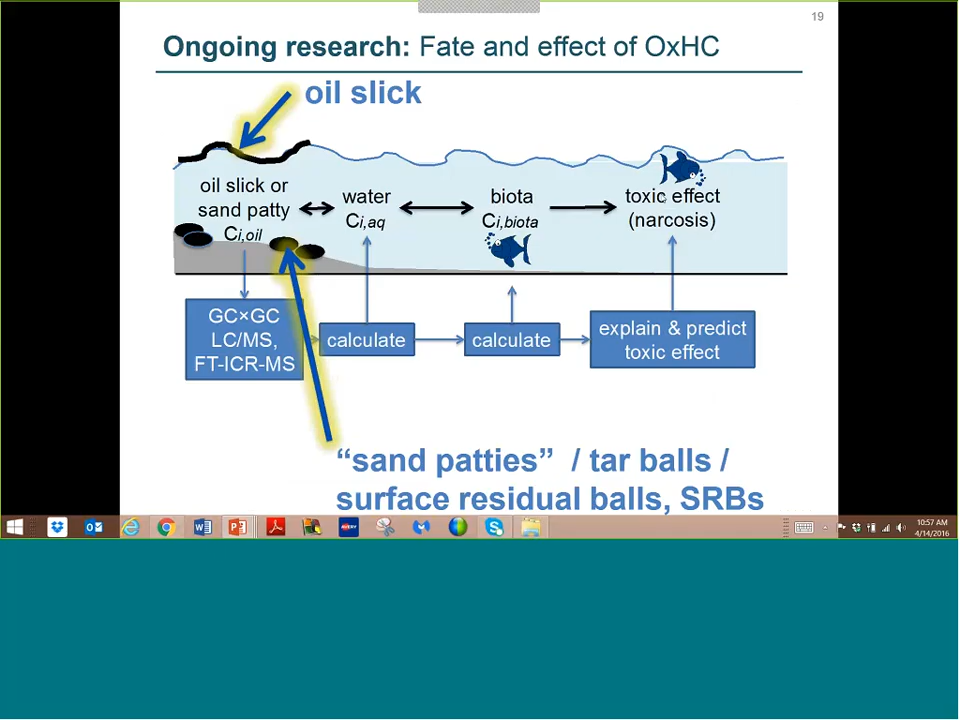 19
Ongoing research: Fate and effect of OxHC
oil slick
oil slick or
sand patty
Ci,oil
water
Ci,aq
biota
Ci,biota
toxic effect
(narcosis)
GC×GC
LC/MS,
FT-ICR-MS
calculate
calculate
explain & predict
toxic effect
“sand patties” / tar balls /
surface residual balls, SRBs
10:57 AM
4/14/2016